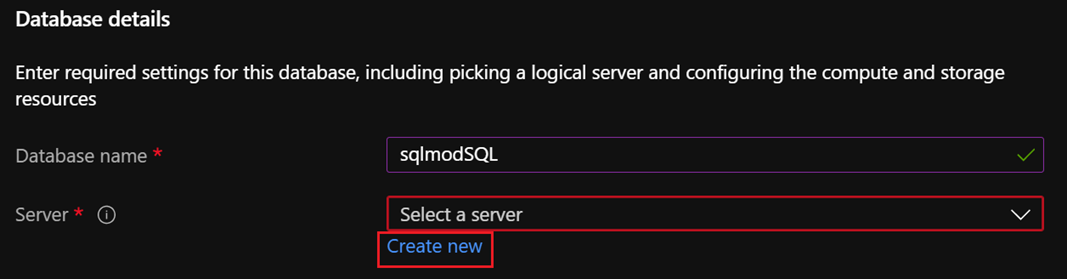 Database details
Enter required settings for this database, including picking a logical server and configuring the compute and storage
resources
Database name * sqlmodSQL
Server * Select a server
Create new